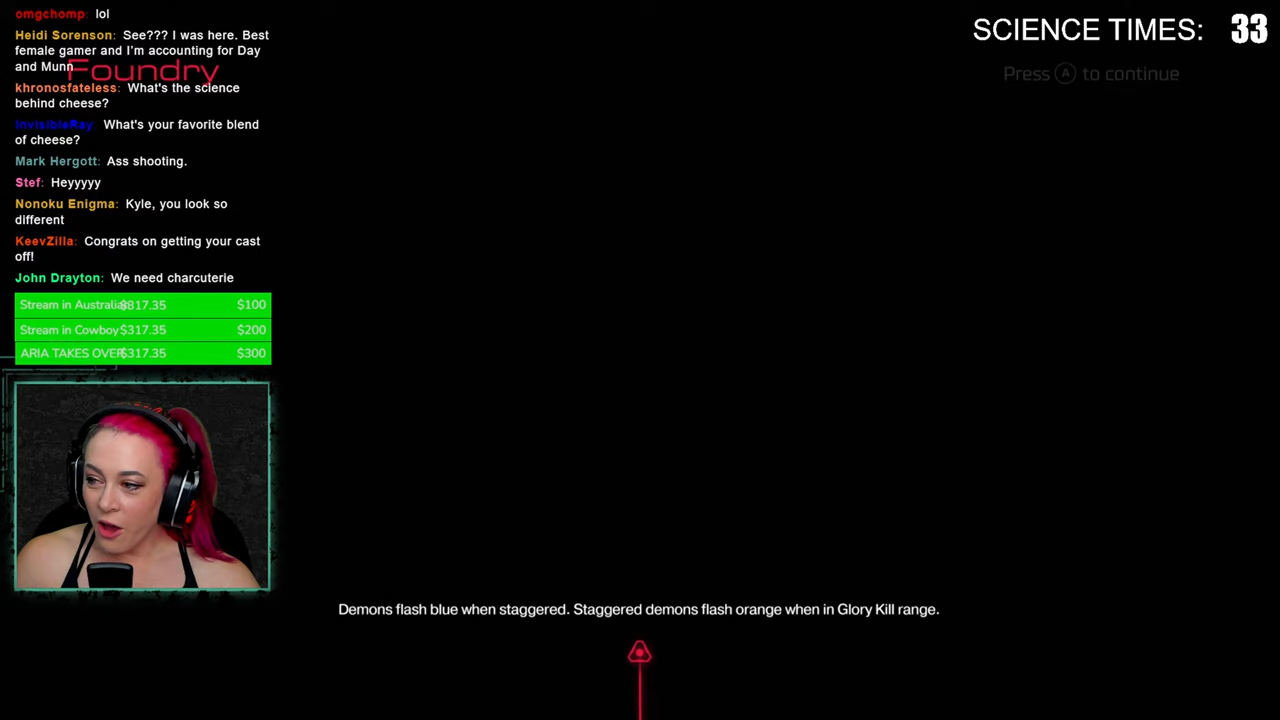 omgchomp: lol
Heidi Sorenson: See??? I was here. Best
female gamer and I'm accounting for Day
and Munn
Foundry
khronosfateless: What's the science
behind cheese?
InvisibleRay: What's your favorite blend
of cheese?
Mark Hergott: Ass shooting.
Stef: Heyyyyy
Nonoku Enigma: Kyle, you look so
different
KeevZilla: Congrats on getting your cast
off!
John Drayton: We need charcuterie
Stream in Australia $317.35 $100
Stream in Cowboy $317.35 $200
ARIA TAKES OVER $317.35 $300
SCIENCE TIMES: 33
Press A to continue
Demons flash blue when staggered. Staggered demons flash orange when in Glory Kill range.